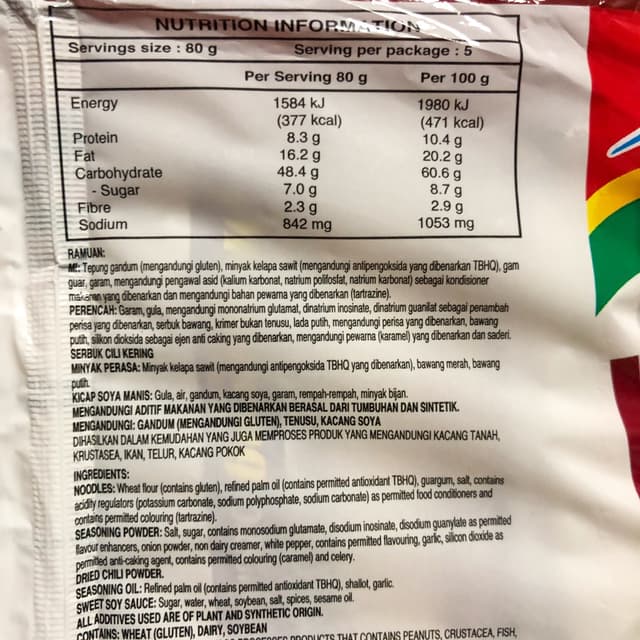 NUTRITION INFORMATION
Servings size : 80 g Serving per package : 5
Per Serving 80 g Per 100 g
Energy 1584 kJ 1980 kJ
(377 kcal) (471 kcal)
Protein 8.3 g 10.4 g
Fat 16.2 g 20.2 g
Carbohydrate 48.4 g 60.6 g
- Sugar 7.0 g 8.7 g
Fibre 2.3 g 2.9 g
Sodium 842 mg 1053 mg
RAMUAN:
MI: Tepung gandum (mengandungi gluten), minyak kelapa sawit (mengandungi antipengoksida yang dibenarkan TBHQ), gam
guar, garam, mengandungi pengawal asid (kalium karbonat, natrium polifosfat, natrium karbonat) sebagai kondisioner
makanan yang dibenarkan dan mengandungi bahan pewarna yang dibenarkan (tartrazine).
PERENCAH: Garam, gula, mengandungi mononatrium glutamat, dinatrium inosinate, dinatrium guanilat sebagai penambah
perisa yang dibenarkan, serbuk bawang, krimer bukan tenusu, lada putih, mengandungi perisa yang dibenarkan, bawang
putih, silikon dioksida sebagai ejen anti caking yang dibenarkan, mengandungi pewarna (karamel) yang dibenarkan dan saderi.
SERBUK CILI KERING
MINYAK PERASA: Minyak kelapa sawit (mengandungi antipengoksida TBHQ yang dibenarkan), bawang merah, bawang
putih.
KICAP SOYA MANIS: Gula, air, gandum, kacang soya, garam, rempah-rempah, minyak bijan.
MENGANDUNGI ADITIF MAKANAN YANG DIBENARKAN BERASAL DARI TUMBUHAN DAN SINTETIK.
MENGANDUNGI: GANDUM (MENGANDUNGI GLUTEN), TENUSU, KACANG SOYA
DIHASILKAN DALAM KEMUDAHAN YANG JUGA MEMPROSES PRODUK YANG MENGANDUNGI KACANG TANAH,
KRUSTASEA, IKAN, TELUR, KACANG POKOK
INGREDIENTS:
NOODLES: Wheat flour (contains gluten), refined palm oil (contains permitted antioxidant TBHQ), guargum, salt, contains
acidity regulators (potassium carbonate, sodium polyphosphate, sodium carbonate) as permitted food conditioners and
contains permitted colouring (tartrazine).
SEASONING POWDER: Salt, sugar, contains monosodium glutamate, disodium inosinate, disodium guanylate as permitted
flavour enhancers, onion powder, non dairy creamer, white pepper, contains permitted flavouring, garlic, silicon dioxide as
permitted anti-caking agent, contains permitted colouring (caramel) and celery.
DRIED CHILI POWDER.
SEASONING OIL: Refined palm oil (contains permitted antioxidant TBHQ), shallot, garlic.
SWEET SOY SAUCE: Sugar, water, wheat, soybean, salt, spices, sesame oil.
ALL ADDITIVES USED ARE OF PLANT AND SYNTHETIC ORIGIN.
CONTAINS: WHEAT (GLUTEN), DAIRY, SOYBEAN
PRODUCTS THAT CONTAINS PEANUTS, CRUSTACEA, FISH,